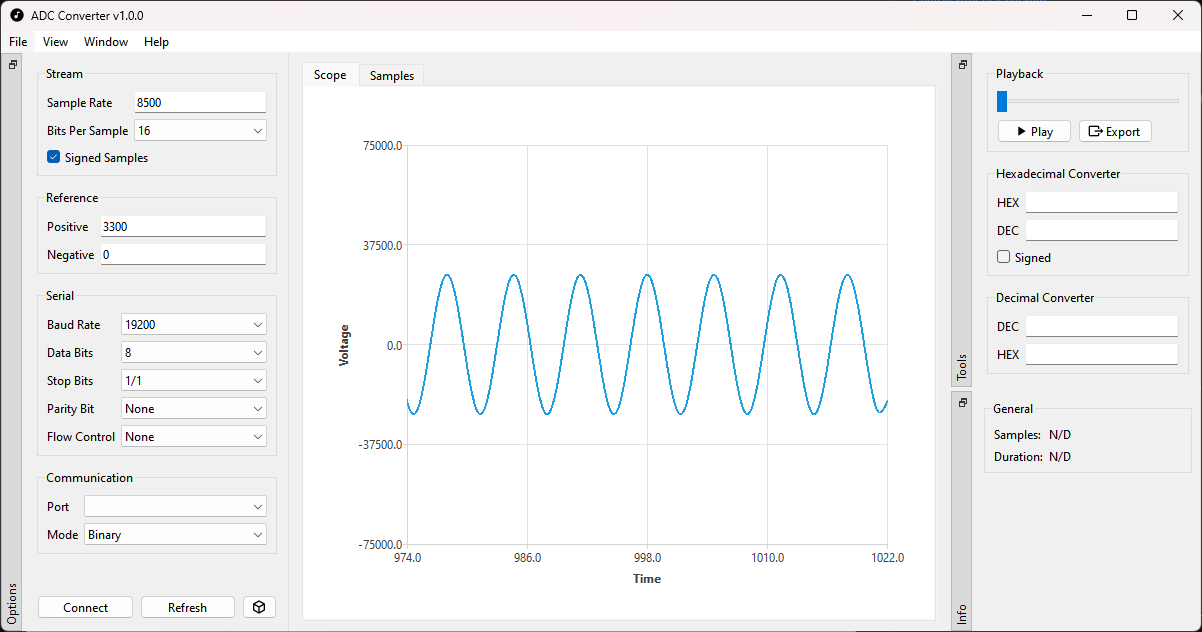 ADC Converter v1.0.0
File View Window Help
Options
Stream
Sample Rate 8500
Bits Per Sample 16
Signed Samples
Reference
Positive 3300
Negative 0
Serial
Baud Rate 19200
Data Bits 8
Stop Bits 1/1
Parity Bit None
Flow Control None
Communication
Port
Mode Binary
Connect Refresh
Scope Samples
75000.0
37500.0
0.0
-37500.0
-75000.0
Voltage
974.0 986.0 998.0 1010.0 1022.0
Time
Tools
Playback
Play Export
Hexadecimal Converter
HEX
DEC
Signed
Decimal Converter
DEC
HEX
Info
General
Samples: N/D
Duration: N/D